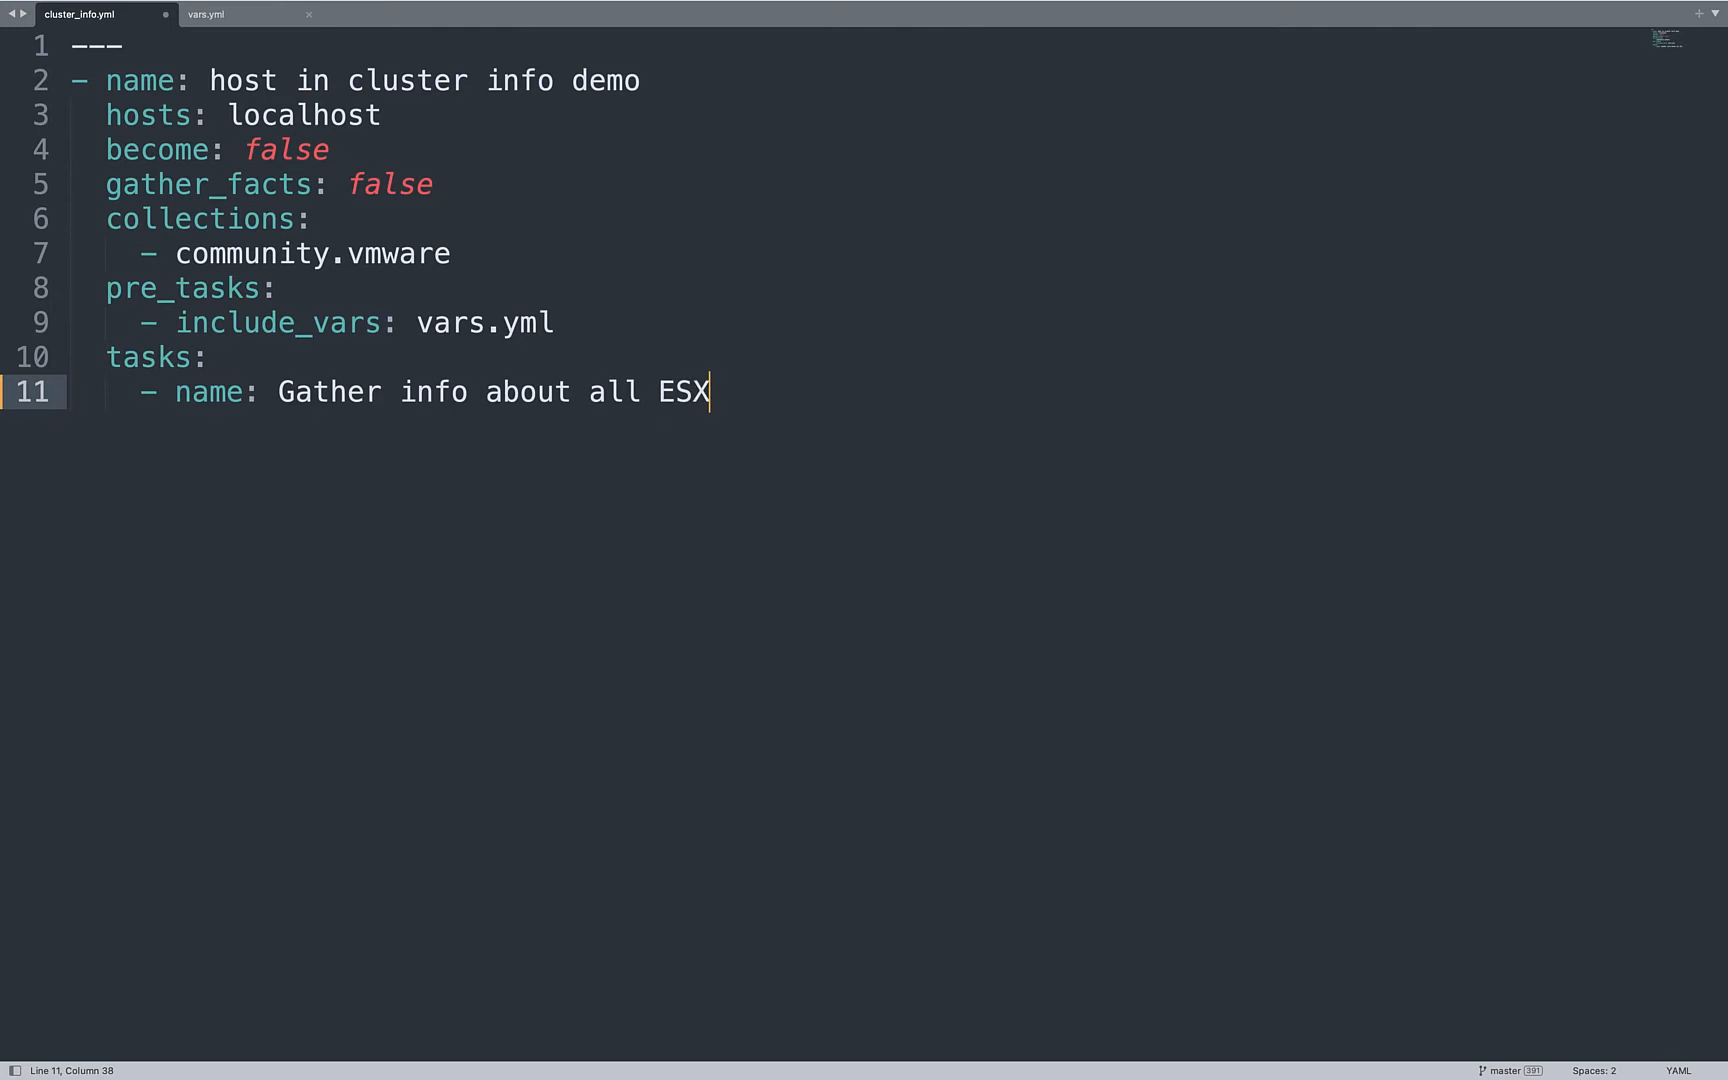 cluster_info.yml
vars.yml
1 ---
2 - name: host in cluster info demo
3 hosts: localhost
4 become: false
5 gather_facts: false
6 collections:
7 - community.vmware
8 pre_tasks:
9 - include_vars: vars.yml
10 tasks:
11 - name: Gather info about all ESX
Line 11, Column 38
master 391
Spaces: 2
YAML